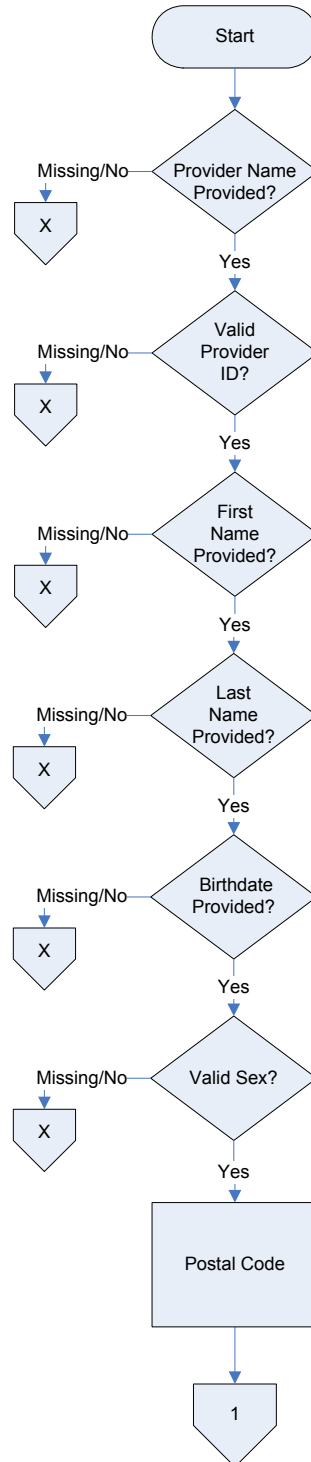 Start
Missing/No
Provider Name
Provided?
X
Yes
Missing/No
Valid
Provider
ID?
X
Yes
Missing/No
First
Name
Provided?
X
Yes
Missing/No
Last
Name
Provided?
X
Yes
Missing/No
Birthdate
Provided?
X
Yes
Missing/No
Valid Sex?
X
Yes
Postal Code
1